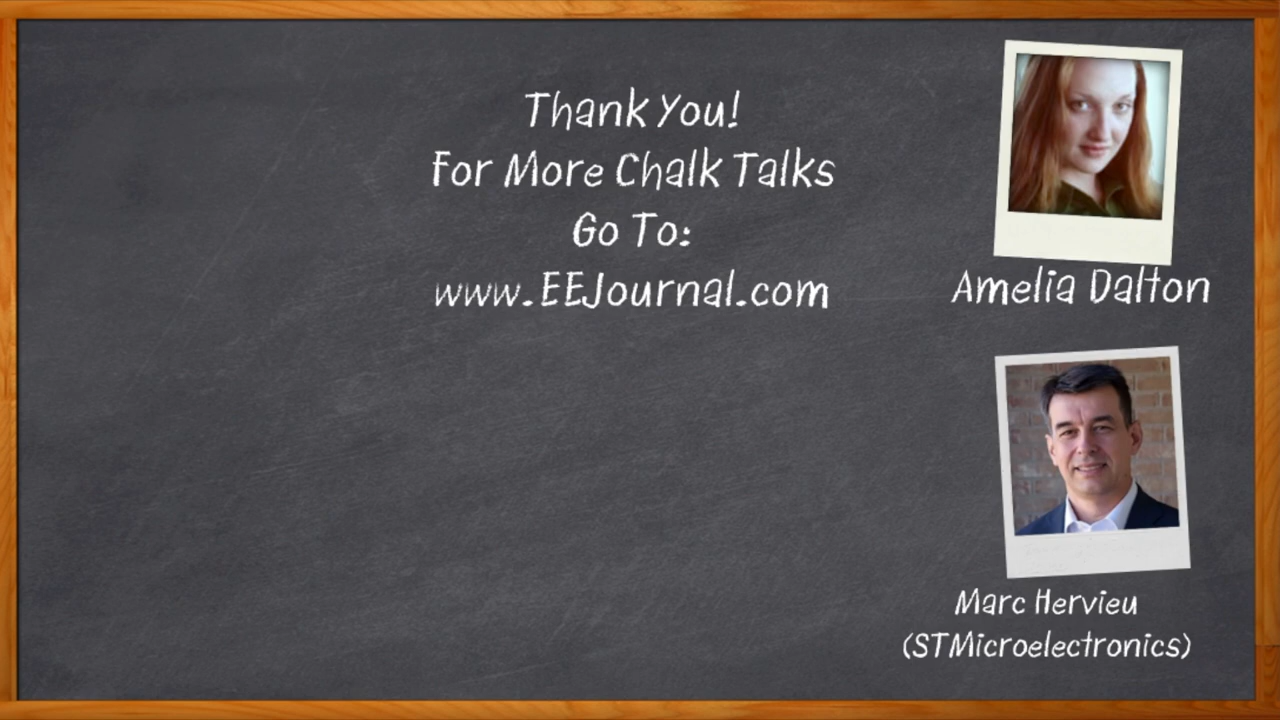 Thank You!
For More Chalk Talks
Go To:
www.EEJournal.com
Amelia Dalton
Marc Hervieu
(STMicroelectronics)